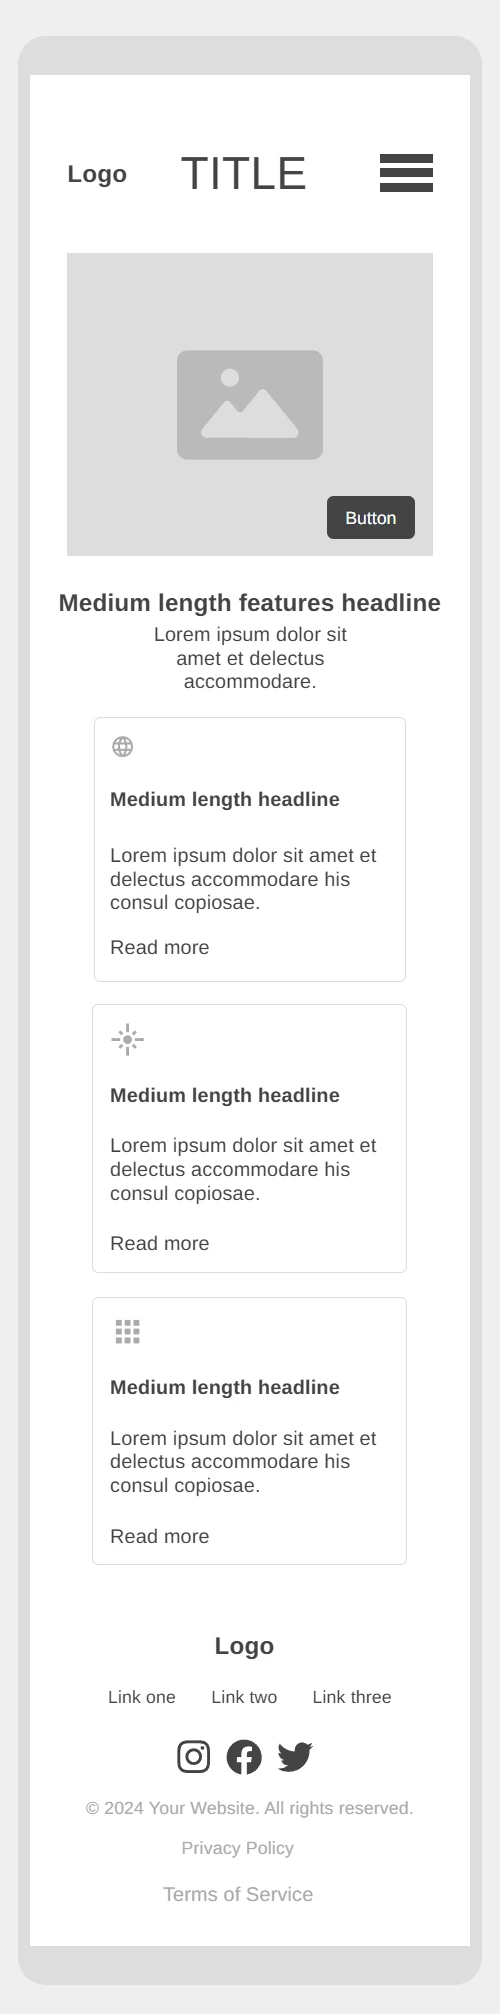 Logo
TITLE
Button
Medium length features headline
Lorem ipsum dolor sit
amet et delectus
accommodare.
Medium length headline
Lorem ipsum dolor sit amet et
delectus accommodare his
consul copiosae.
Read more
Medium length headline
Lorem ipsum dolor sit amet et
delectus accommodare his
consul copiosae.
Read more
Medium length headline
Lorem ipsum dolor sit amet et
delectus accommodare his
consul copiosae.
Read more
Logo
Link one Link two Link three
© 2024 Your Website. All rights reserved.
Privacy Policy
Terms of Service